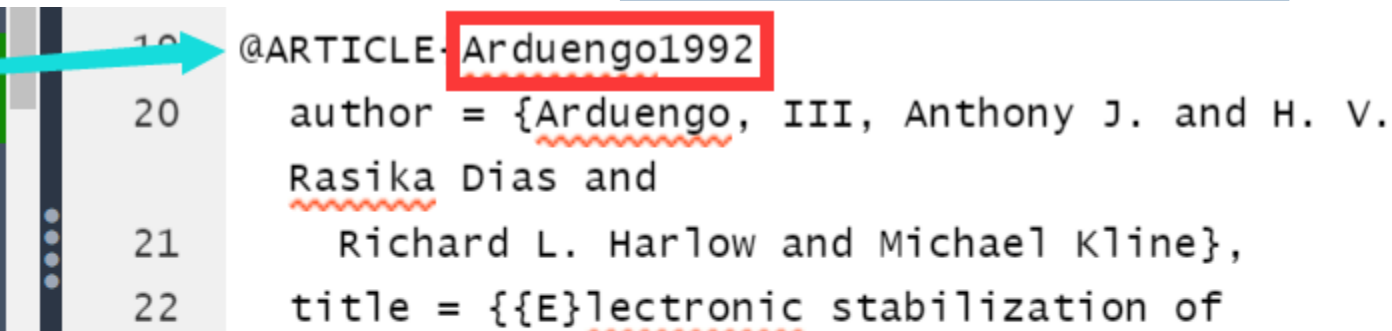 19 @ARTICLE{Arduengo1992
20 author = {Arduengo, III, Anthony J. and H. V.
Rasika Dias and
21 Richard L. Harlow and Michael Kline},
22 title = {{E}lectronic stabilization of